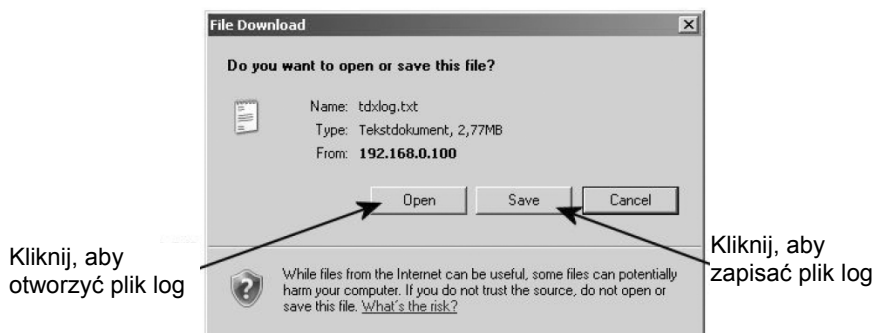 File Download
Do you want to open or save this file?
Name: tdxlog.txt
Type: Tekstdokument, 2,77MB
From: 192.168.0.100
Open Save Cancel
Kliknij, aby
otworzyć plik log
Kliknij, aby
zapisać plik log
While files from the Internet can be useful, some files can potentially
harm your computer. If you do not trust the source, do not open or
save this file. What's the risk?